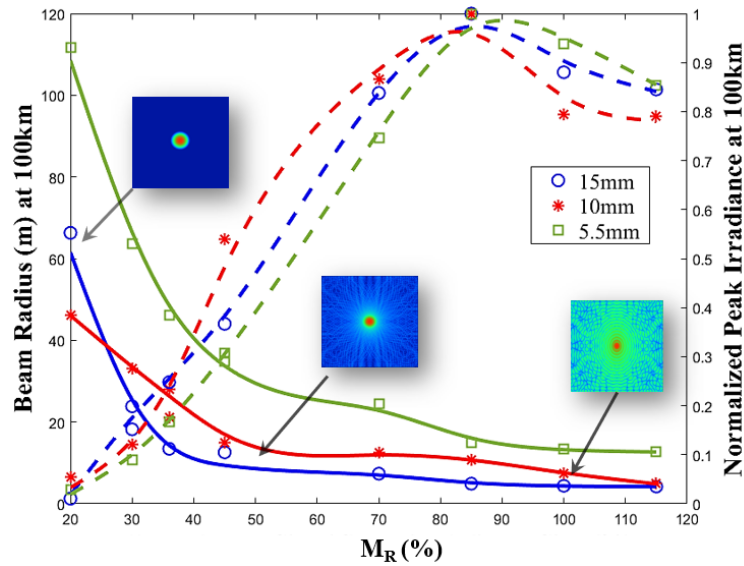 120
100
80
60
40
20
0
Beam Radius (m) at 100km
1
0.9
0.8
0.7
0.6
0.5
0.4
0.3
0.2
0.1
0
Normalized Peak Irradiance at 100km
15mm
10mm
5.5mm
20 30 40 50 60 70 80 90 100 110 120
M_R (%)